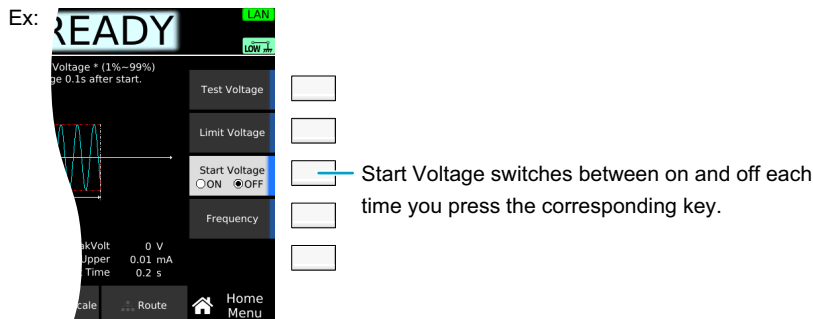 Ex:
READY
LAN
LOW
Voltage * (1%~99%)
ge 0.1s after start.
Test Voltage
Limit Voltage
Start Voltage
ON OFF
Start Voltage switches between on and off each
time you press the corresponding key.
Frequency
akVolt 0 V
Upper 0.01 mA
Time 0.2 s
cale
Route
Home
Menu